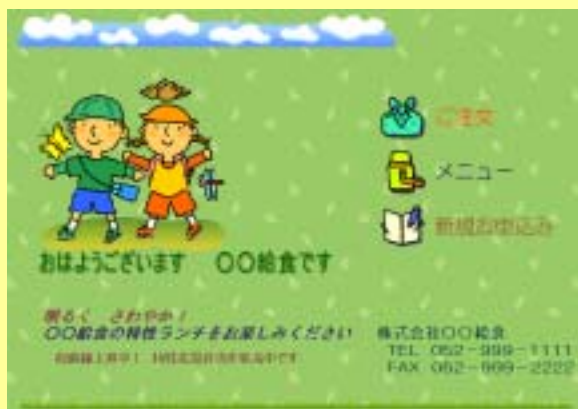 ご注文
メニュー
新規お申込み
おはようございます 〇〇給食です
明るく さわやか!
〇〇給食の特性ランチをお楽しみください
株式会社〇〇給食
TEL 052-999-1111
FAX 052-999-2222